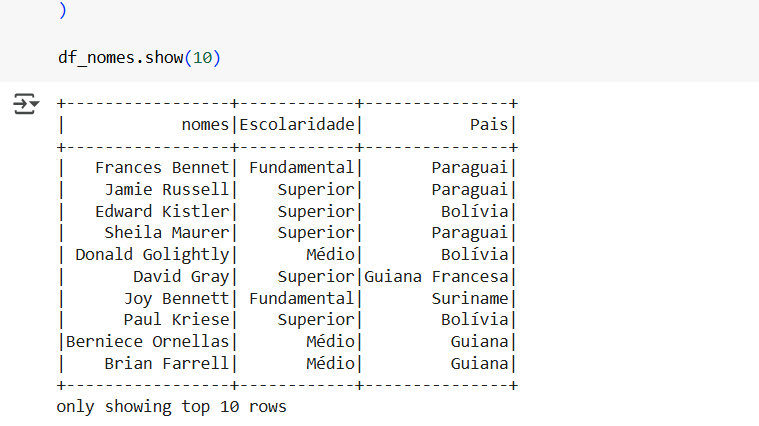 )
df_nomes.show(10)
+-----------------+------------+---------------+
|            nomes|Escolaridade|           Pais|
+-----------------+------------+---------------+
|   Frances Bennet| Fundamental|       Paraguai|
|    Jamie Russell|    Superior|       Paraguai|
|   Edward Kistler|    Superior|        Bolívia|
|    Sheila Maurer|    Superior|       Paraguai|
| Donald Golightly|       Médio|        Bolívia|
|       David Gray|    Superior|Guiana Francesa|
|      Joy Bennett| Fundamental|       Suriname|
|      Paul Kriese|    Superior|        Bolívia|
|Berniece Ornellas|       Médio|         Guiana|
|    Brian Farrell|       Médio|         Guiana|
+-----------------+------------+---------------+
only showing top 10 rows